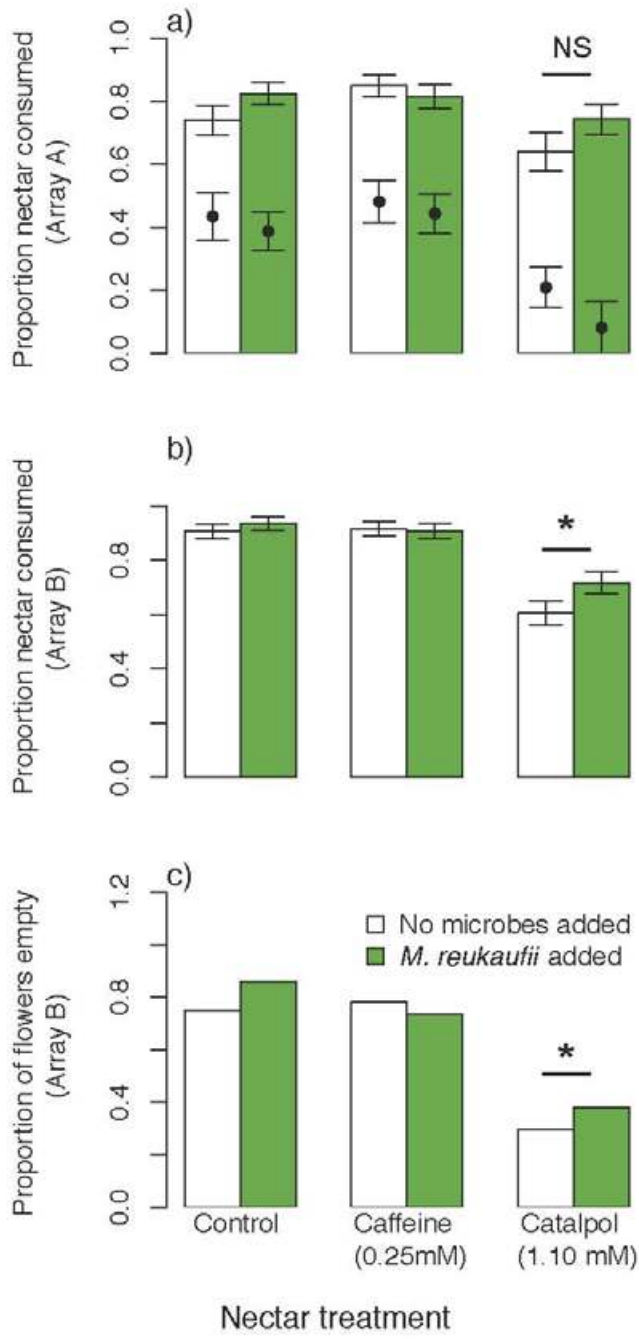 a)
NS
Proportion nectar consumed
(Array A)
1.0
0.8
0.6
0.4
0.2
0.0
b)
*
Proportion nectar consumed
(Array B)
0.8
0.4
0.0
c)
No microbes added
M. reukaufii added
*
Proportion of flowers empty
(Array B)
1.2
0.8
0.4
0.0
Control
Caffeine
(0.25mM)
Catalpol
(1.10 mM)
Nectar treatment